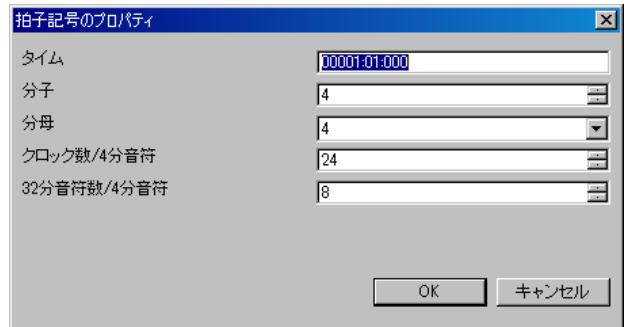 拍子記号のプロパティ
タイム 00001:01:000
分子 4
分母 4
クロック数/4分音符 24
32分音符数/4分音符 8
OK キャンセル